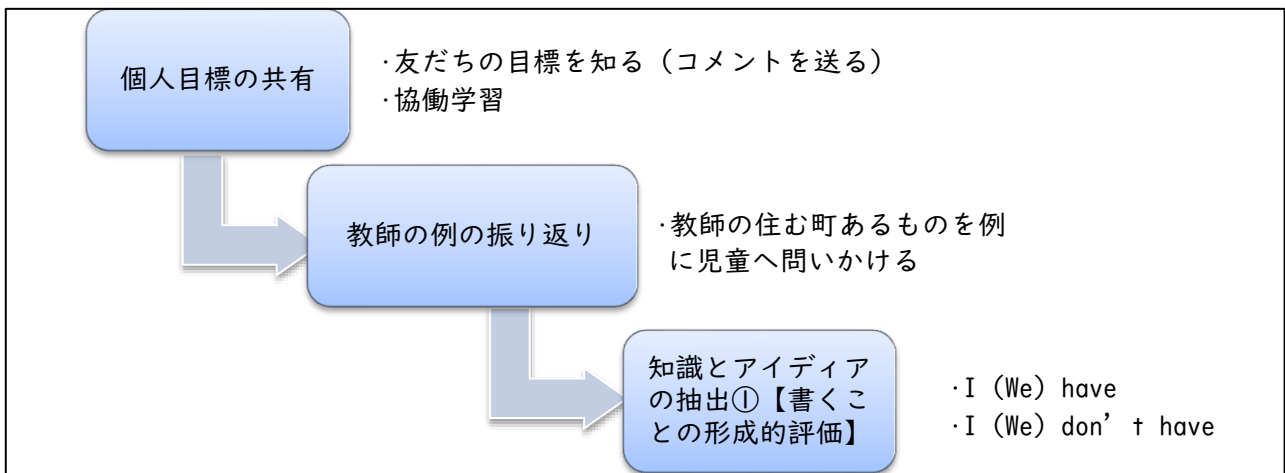 個人目標の共有
・友だちの目標を知る（コメントを送る）
・協働学習
教師の例の振り返り
・教師の住む町あるものを例
に児童へ問いかける
知識とアイディア
の抽出①【書くこ
との形成的評価】
・I (We) have
・I (We) don’t have